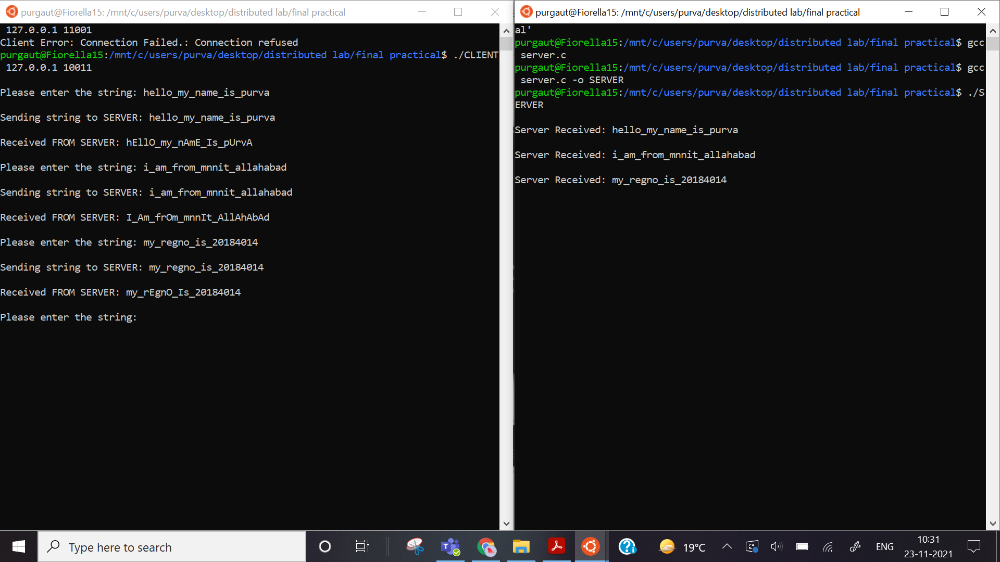 purgaut@Fiorella15: /mnt/c/users/purva/desktop/distributed lab/final practical
127.0.0.1 11001
Client Error: Connection Failed.: Connection refused
purgaut@Fiorella15:/mnt/c/users/purva/desktop/distributed lab/final practical$ ./CLIENT
127.0.0.1 10011
Please enter the string: hello_my_name_is_purva
Sending string to SERVER: hello_my_name_is_purva
Received FROM SERVER: hEllO_my_nAmE_Is_pUrvA
Please enter the string: i_am_from_mnnit_allahabad
Sending string to SERVER: i_am_from_mnnit_allahabad
Received FROM SERVER: I_Am_frOm_mnnIt_AllAhAbAd
Please enter the string: my_regno_is_20184014
Sending string to SERVER: my_regno_is_20184014
Received FROM SERVER: my_rEgnO_Is_20184014
Please enter the string:
purgaut@Fiorella15: /mnt/c/users/purva/desktop/distributed lab/final practical
al'
purgaut@Fiorella15:/mnt/c/users/purva/desktop/distributed lab/final practical$ gcc
server.c
purgaut@Fiorella15:/mnt/c/users/purva/desktop/distributed lab/final practical$ gcc
server.c -o SERVER
purgaut@Fiorella15:/mnt/c/users/purva/desktop/distributed lab/final practical$ ./S
ERVER
Server Received: hello_my_name_is_purva
Server Received: i_am_from_mnnit_allahabad
Server Received: my_regno_is_20184014
Type here to search
19°C
ENG
10:31
23-11-2021